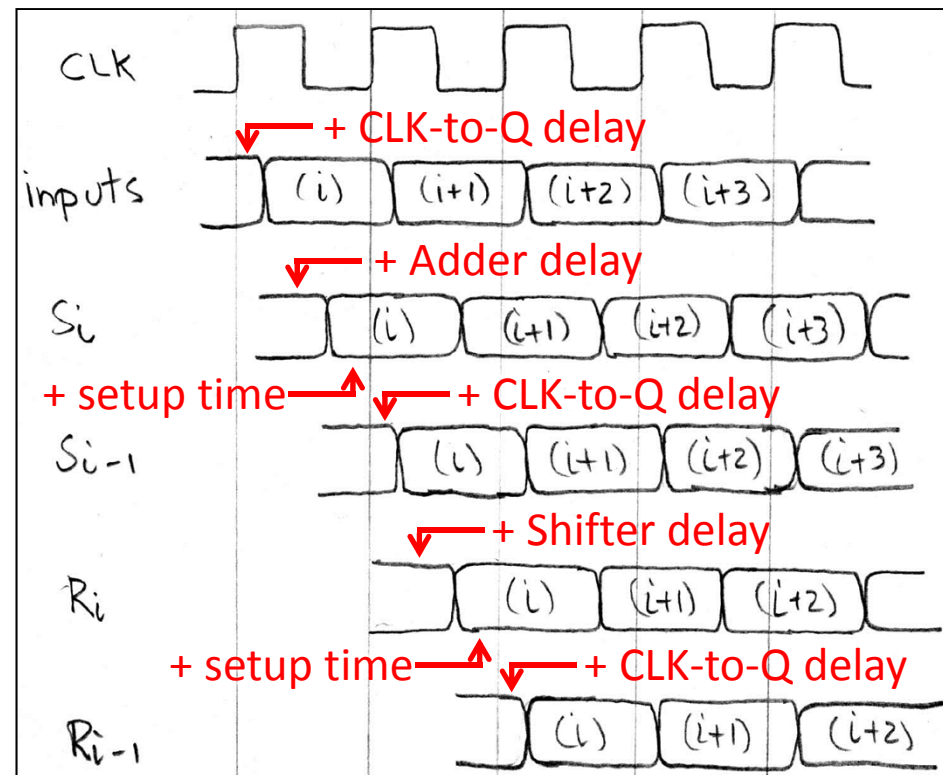 CLK
+ CLK-to-Q delay
inputs (i) (i+1) (i+2) (i+3)
+ Adder delay
Si (i) (i+1) (i+2) (i+3)
+ setup time + CLK-to-Q delay
Si-1 (i) (i+1) (i+2) (i+3)
+ Shifter delay
Ri (i) (i+1) (i+2)
+ setup time + CLK-to-Q delay
Ri-1 (i) (i+1) (i+2)